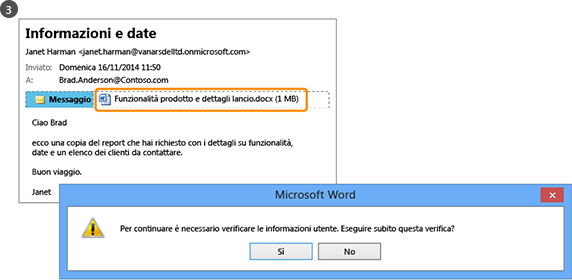 3
Informazioni e date
Janet Harman <janet.harman@vanarsdelltd.onmicrosoft.com>
Inviato: Domenica 16/11/2014 11:50
A: Brad.Anderson@Contoso.com
Messaggio Funzionalità prodotto e dettagli lancio.docx (1 MB)
Ciao Brad
ecco una copia del report che hai richiesto con i dettagli su funzionalità,
date e un elenco dei clienti da contattare.
Buon viaggio.
Janet
Microsoft Word
Per continuare è necessario verificare le informazioni utente. Eseguire subito questa verifica?
Sì No